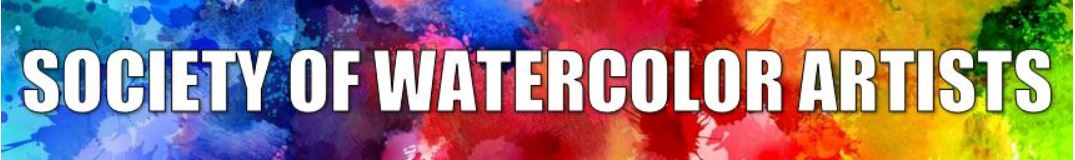 SOCIETY OF WATERCOLOR ARTISTS